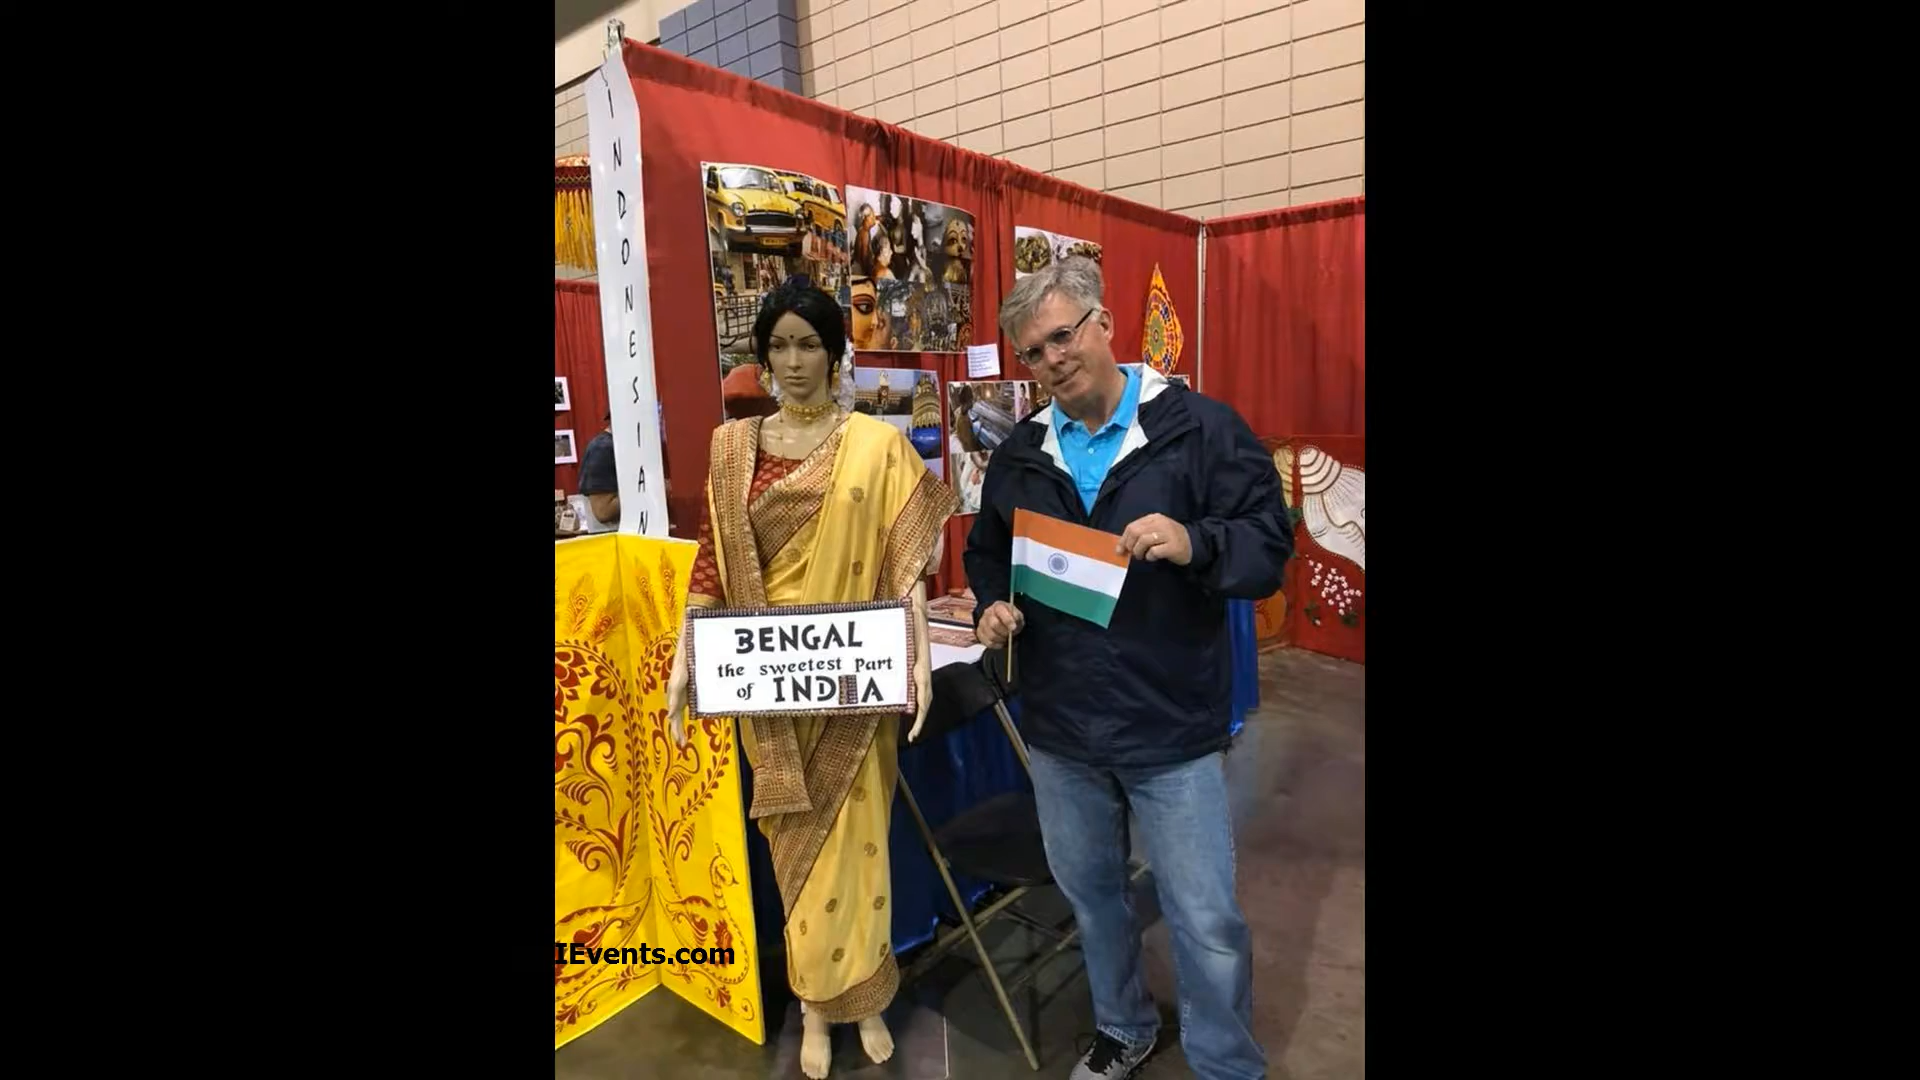 INDONESIAN
BENGAL
the sweetest part
of INDIA
IEvents.com